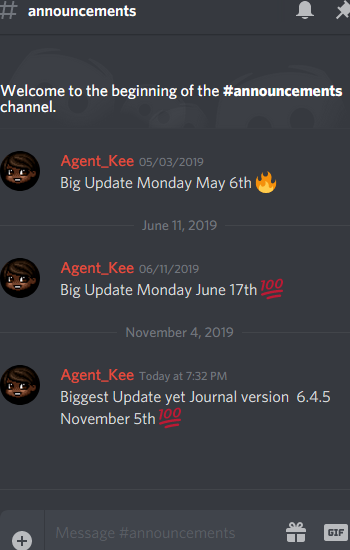 # announcements
Welcome to the beginning of the #announcements
channel.
Agent_Kee 05/03/2019
Big Update Monday May 6th 🔥
June 11, 2019
Agent_Kee 06/11/2019
Big Update Monday June 17th 💯
November 4, 2019
Agent_Kee Today at 7:32 PM
Biggest Update yet Journal version 6.4.5
November 5th 💯
Message #announcements
GIF